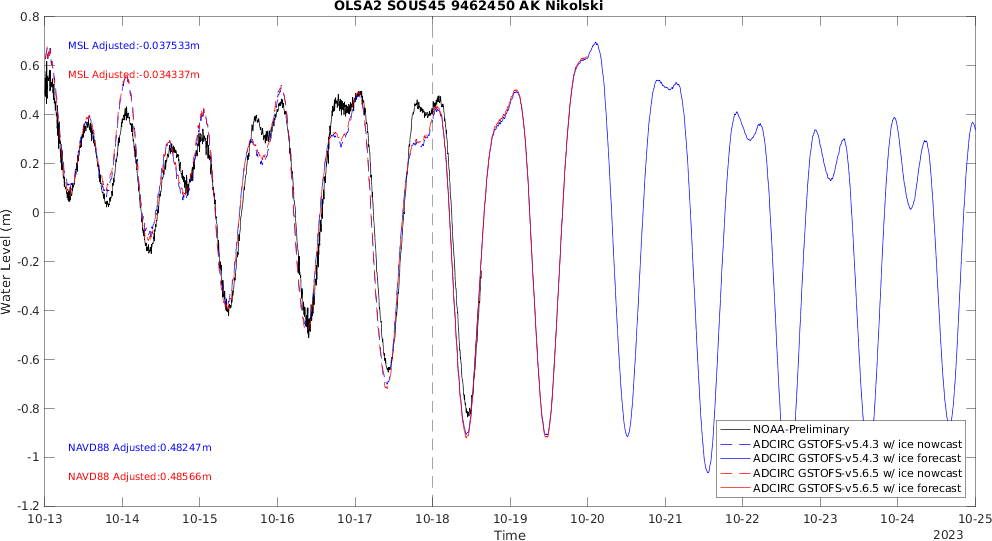 OLSA2 SOUS45 9462450 AK Nikolski
MSL Adjusted:-0.037533m
MSL Adjusted:-0.034337m
NAVD88 Adjusted:0.48247m
NAVD88 Adjusted:0.48566m
Water Level (m)
0.8
0.6
0.4
0.2
0
-0.2
-0.4
-0.6
-0.8
-1
-1.2
NOAA-Preliminary
ADCIRC GSTOFS-v5.4.3 w/ ice nowcast
ADCIRC GSTOFS-v5.4.3 w/ ice forecast
ADCIRC GSTOFS-v5.6.5 w/ ice nowcast
ADCIRC GSTOFS-v5.6.5 w/ ice forecast
10-13 10-14 10-15 10-16 10-17 10-18 10-19 10-20 10-21 10-22 10-23 10-24 10-25
Time
2023